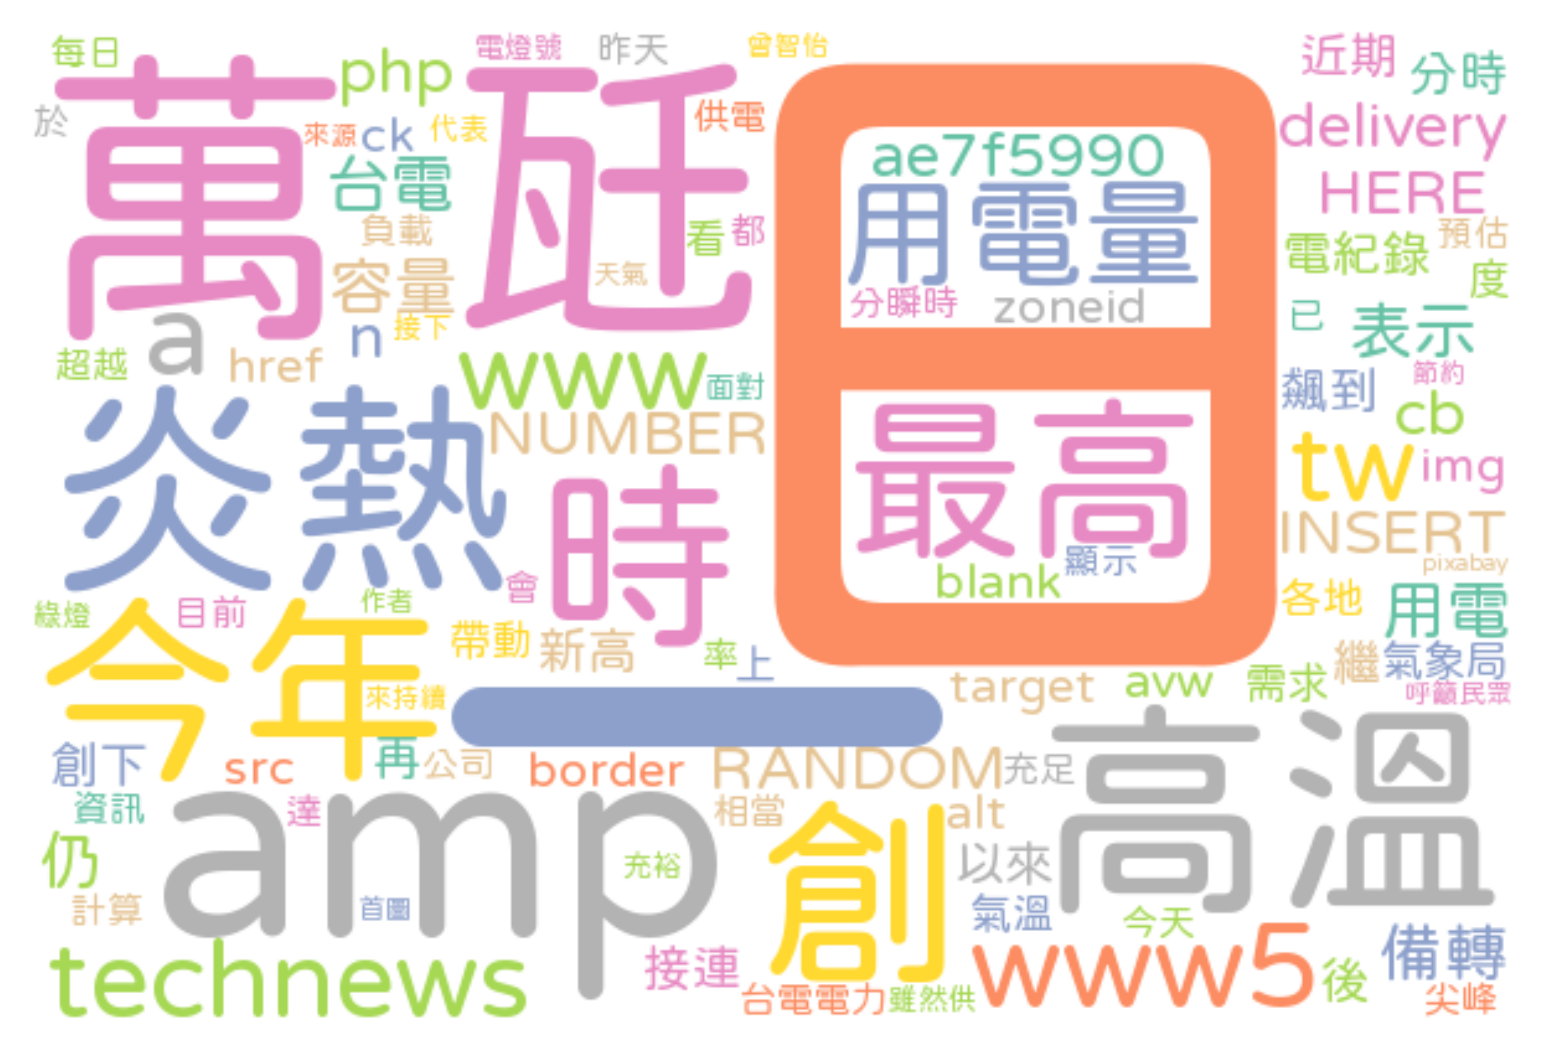 每日
php
電燈號
昨天
曾智怡
近期
分時
萬瓩
日
於
來源
ck
代表
供電
delivery
ae7f5990
台電
用電量
HERE
負載
看
都
電紀錄
預估
容量
天氣
度
分瞬時
zoneid
已
表示
a
n
接下
超越
href
www
面對
飆到
節約
cb
炎熱
NUMBER
最高
tw
img
時
INSERT
顯示
pixabay
blank
會
各地
用電
綠燈
目前
作者
今年
帶動
新高
率
上
繼
氣象局
來持續
target
avw
需求
呼籲民眾
一
高溫
創下
src
再
公司
border
RANDOM
充足
資訊
達
amp
相當
創
alt
仍
充裕
以來
計算
首圖
氣溫
今天
technews
接連
www5
後
備轉
台電電力
雖然供
尖峰